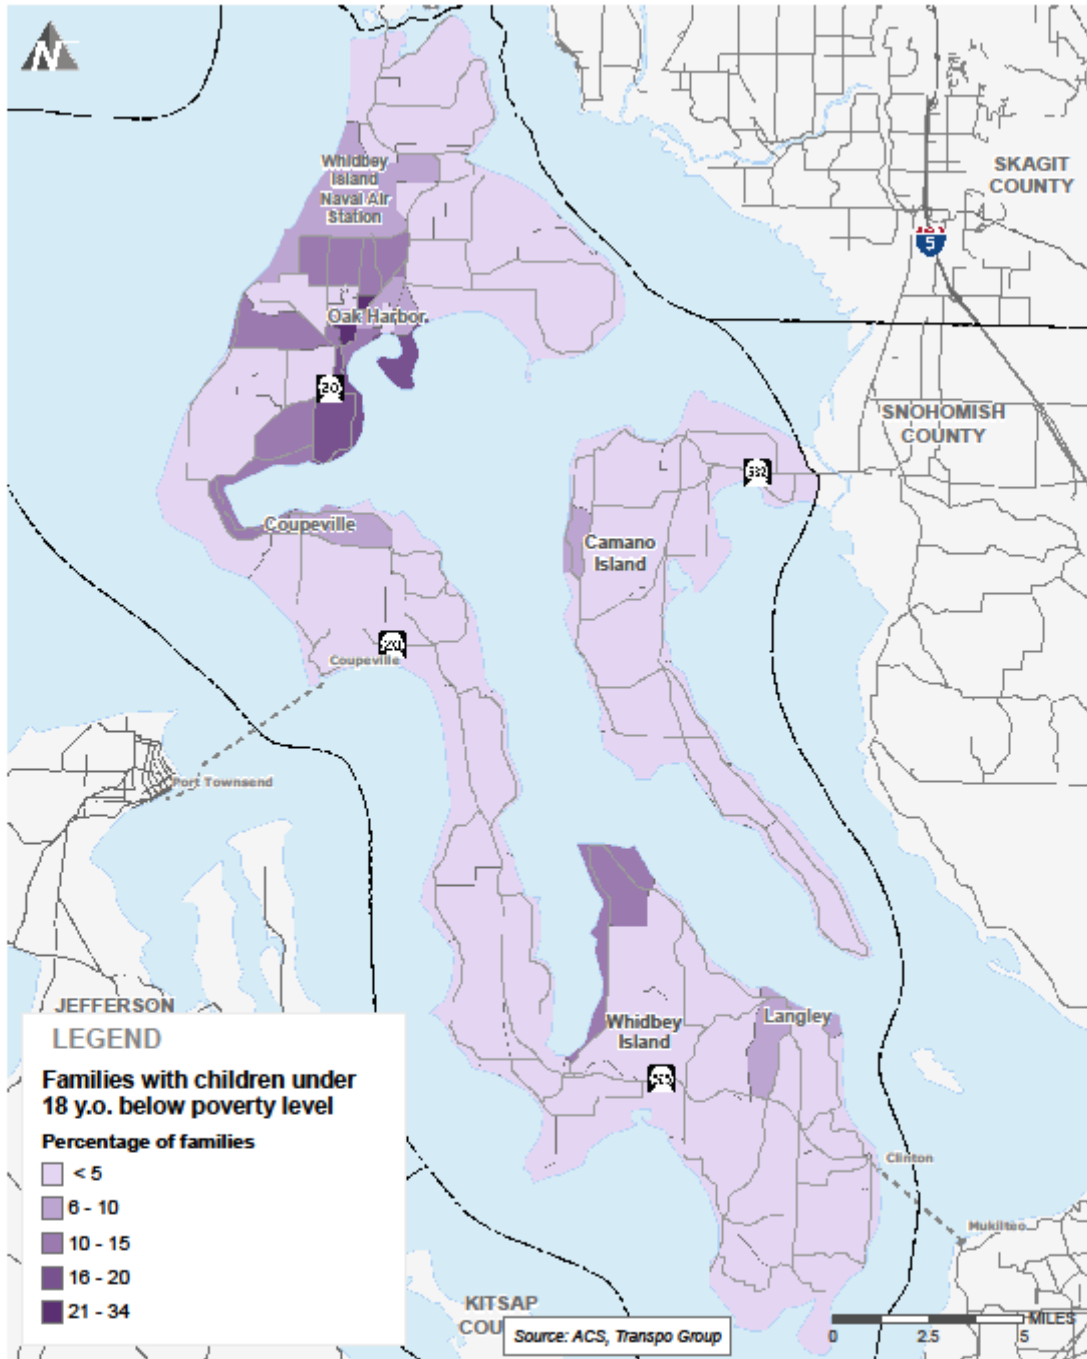 N
Whidbey
Island
Naval Air
Station
SKAGIT
COUNTY
5
Oak Harbor
20
SNOHOMISH
COUNTY
532
Coupeville
Camano
Island
20
Coupeville
Port Townsend
JEFFERSON
Whidbey
Island
Langley
525
Clinton
Mukilteo
KITSAP
COU
LEGEND
Families with children under
18 y.o. below poverty level
Percentage of families
< 5
6 - 10
10 - 15
16 - 20
21 - 34
Source: ACS, Transpo Group
MILES
0 2.5 5